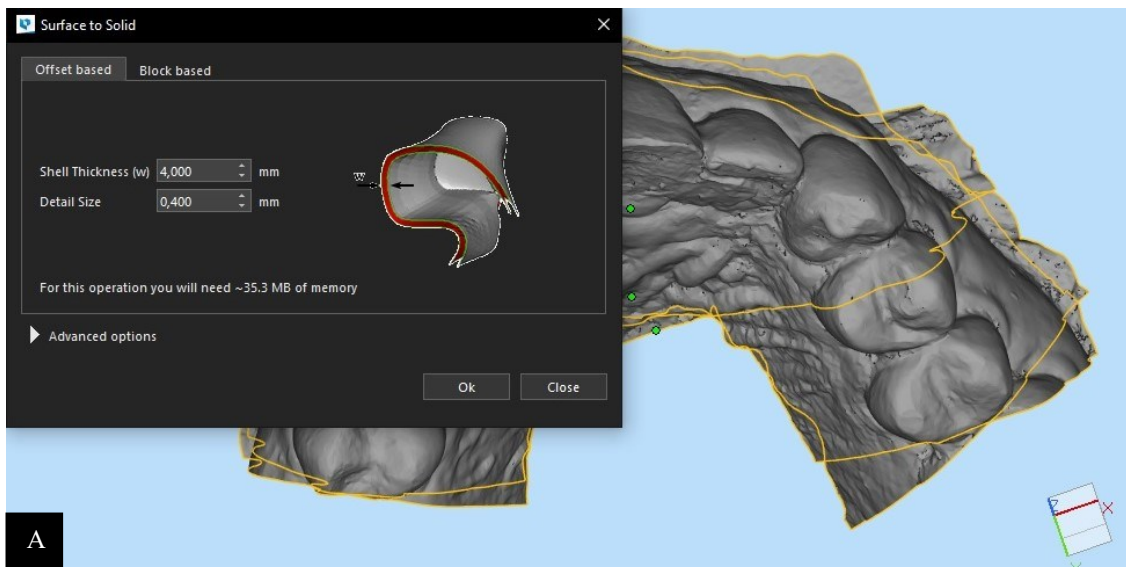 Surface to Solid
Offset based Block based
Shell Thickness (w) 4,000 mm
w
Detail Size 0,400 mm
For this operation you will need ~35.3 MB of memory
Advanced options
Ok Close
Z X
Y
A